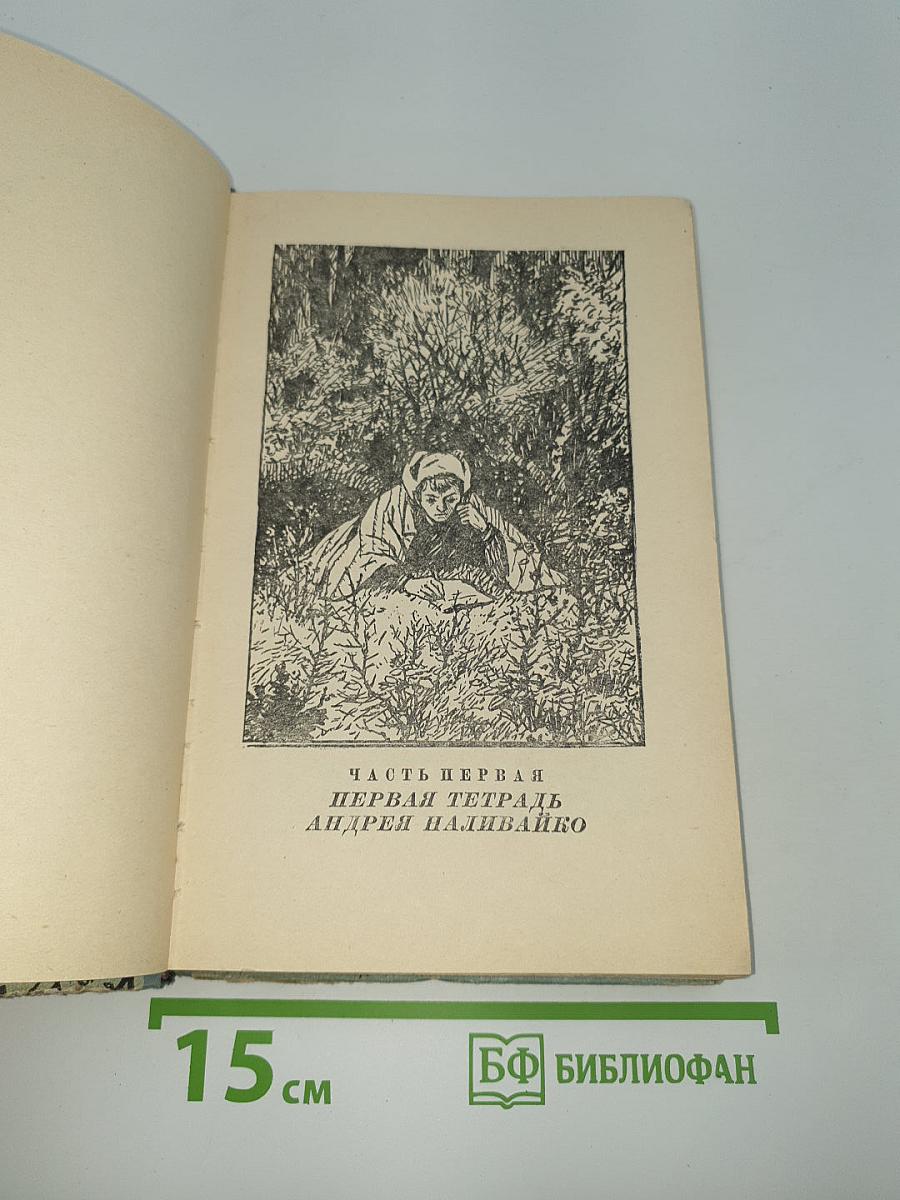 ЧАСТЬ ПЕРВАЯ
ПЕРВАЯ ТЕТРАДЬ
АНДРЕЯ НАЛИВАЙКО
15 см
БФ БИБЛИОФАН